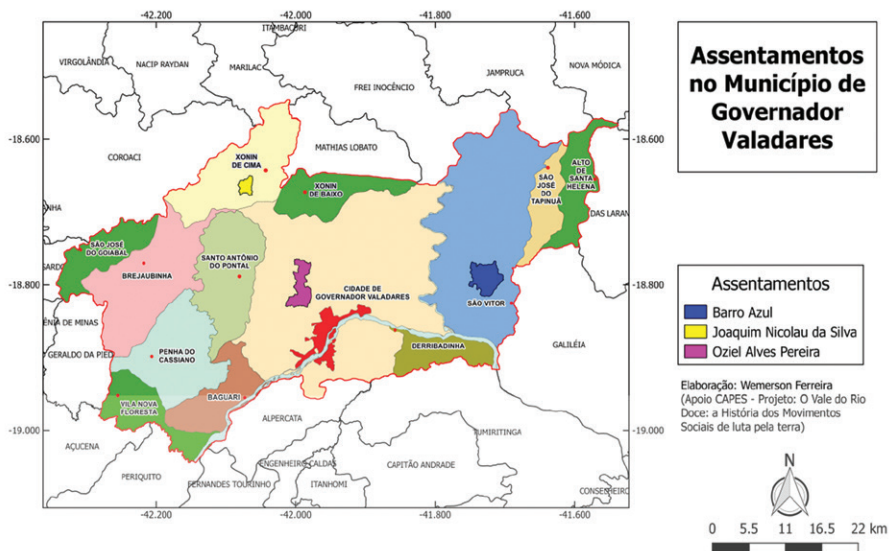 -42.200 -42.000 -41.800 -41.600
ITAMBACURI
VIRGOLÂNDIA
NACIP RAYDAN
MARILAC
FREI INOCÊNCIO
JAMPRUCA
NOVA MÓDICA
-18.600
COROACI
XONIN
DE CIMA
MATHIAS LOBATO
XONIN
DE BAIXO
SÃO
JOSÉ
DO
TAPINUÃ
ALTO
DE
SANTA
HELENA
ANHA
DAS LARAN
SÃO JOSÉ
DO GOIABAL
SANTO ANTÔNIO
DO PONTAL
BREJAUBINHA
-18.800
CIDADE DE
GOVERNADOR VALADARES
SÃO VITOR
ÊNIA DE MINAS
GERALDO DA PIED
PENHA DO
CASSIANO
DERRIBADINHA
GALILÉIA
VILA NOVA
FLORESTA
BAGUARI
ALPERCATA
-19.000
AÇUCENA
TUMIRITINGA
PERIQUITO
ENGENHEIRO CALDAS
CAPITÃO ANDRADE
FERNANDES TOURINHO
ITANHOMI
CONSELHEIRO
-42.200 -42.000 -41.800 -41.600
-18.600
-18.800
-19.000
Assentamentos
no Município de
Governador
Valadares
Assentamentos
Barro Azul
Joaquim Nicolau da Silva
Oziel Alves Pereira
Elaboração: Wemerson Ferreira
(Apoio CAPES - Projeto: O Vale do Rio
Doce: a História dos Movimentos
Sociais de luta pela terra)
N
0 5.5 11 16.5 22 km